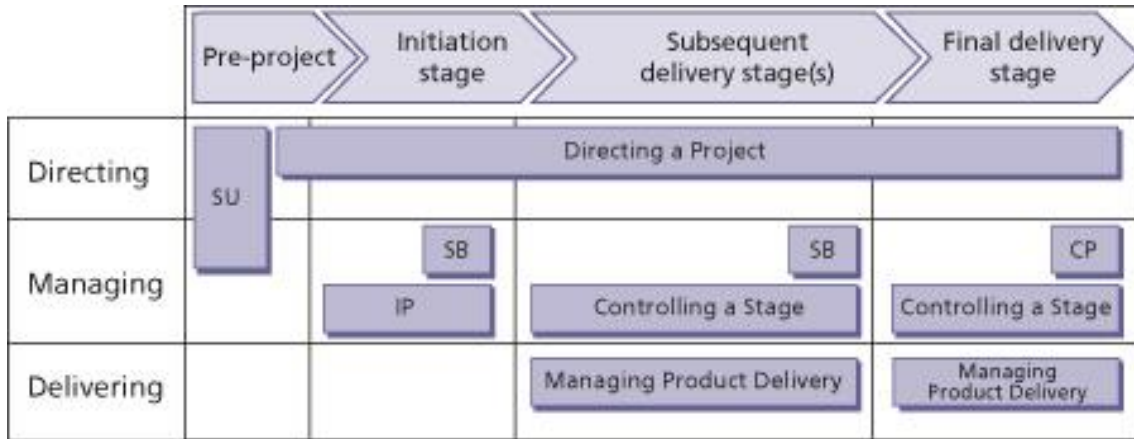 Pre-project
Initiation
stage
Subsequent
delivery stage(s)
Final delivery
stage
Directing
SU
Directing a Project
Managing
SB
SB
CP
IP
Controlling a Stage
Controlling a Stage
Delivering
Managing Product Delivery
Managing
Product Delivery